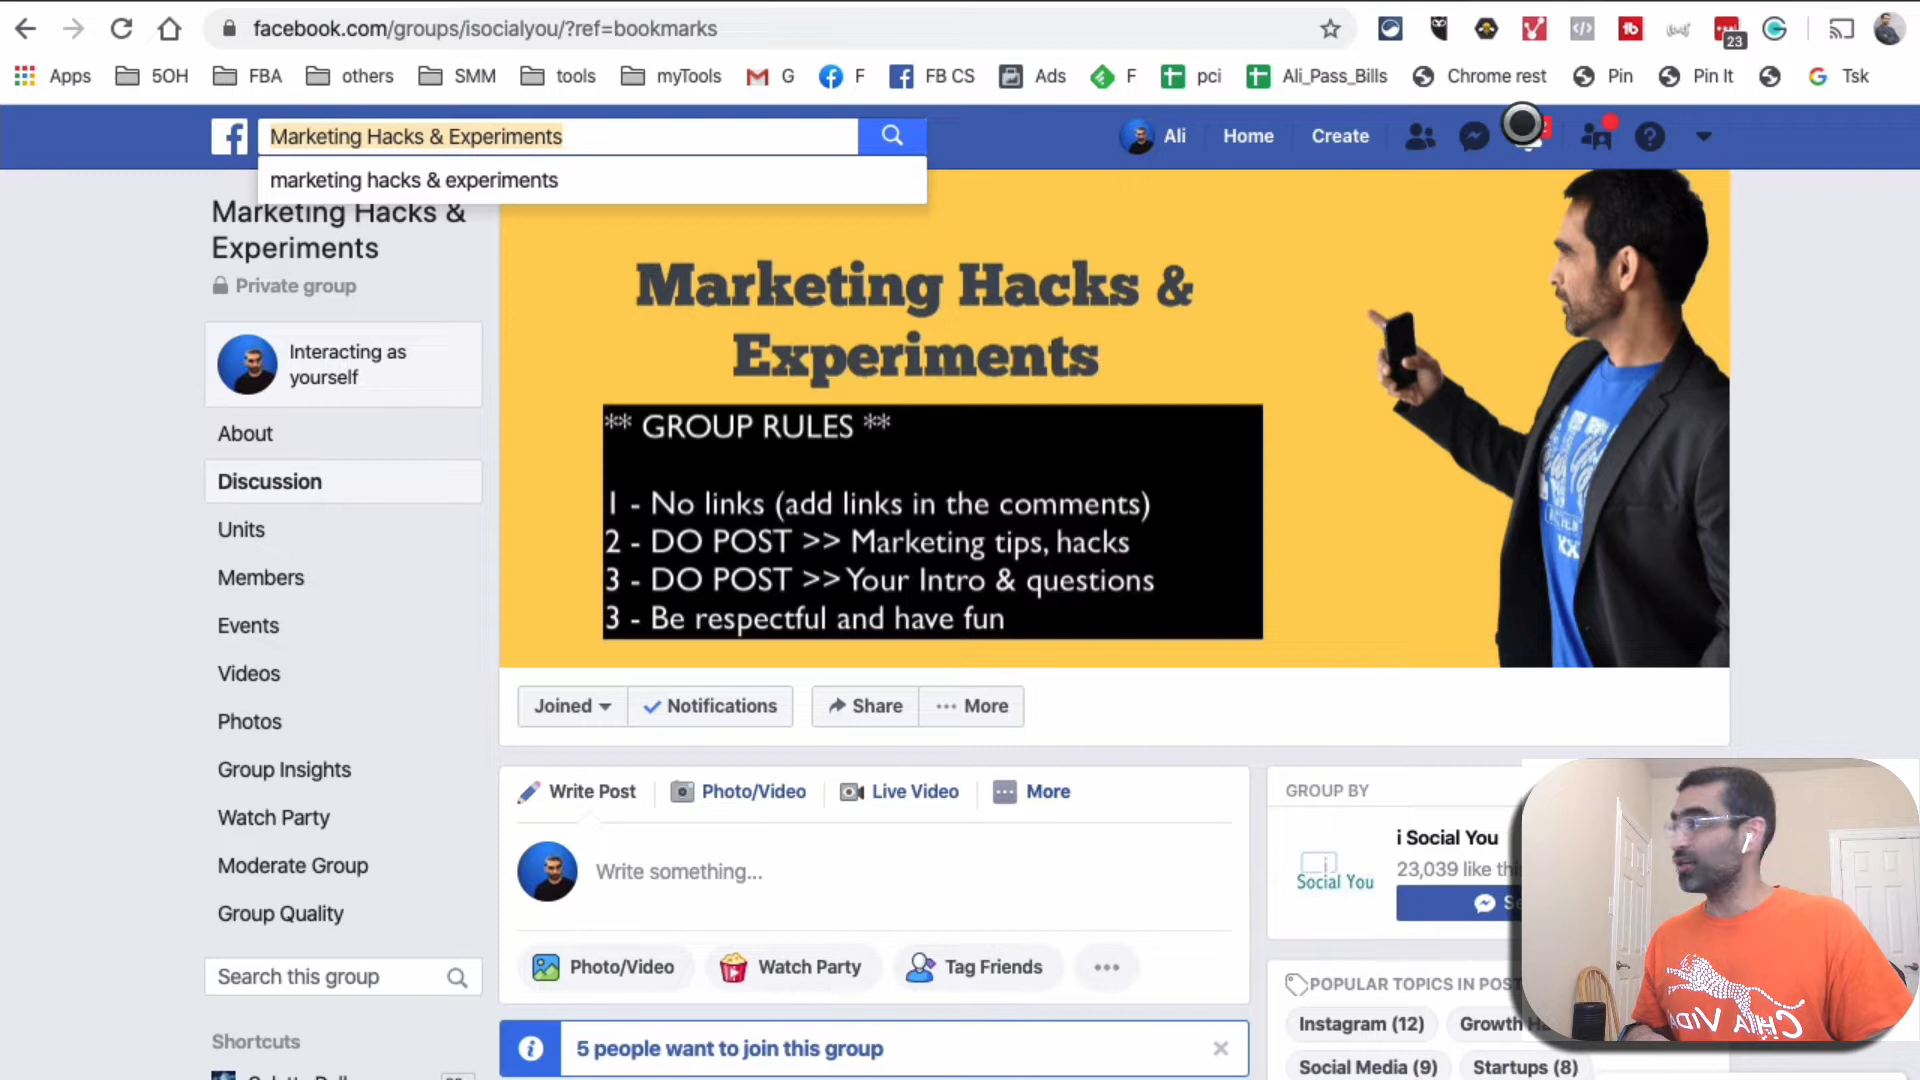 facebook.com/groups/isocialyou/?ref=bookmarks
23
Apps 5OH FBA others SMM tools myTools G F FB CS Ads F pci Ali_Pass_Bills Chrome rest Pin Pin It Tsk
Marketing Hacks & Experiments
Ali Home Create
marketing hacks & experiments
Marketing Hacks &
Experiments
Private group
Interacting as
yourself
About
Discussion
Units
Members
Events
Videos
Photos
Group Insights
Watch Party
Moderate Group
Group Quality
Search this group
Shortcuts
Marketing Hacks &
Experiments
** GROUP RULES **
1 - No links (add links in the comments)
2 - DO POST >> Marketing tips, hacks
3 - DO POST >> Your Intro & questions
3 - Be respectful and have fun
Joined Notifications Share More
Write Post Photo/Video Live Video More
Write something...
Photo/Video Watch Party Tag Friends
5 people want to join this group
GROUP BY
i Social You
23,039 like
i
Social You
POPULAR TOPICS IN
Instagram (12) Growth
Social Media (9) Startups (8)
CHIA VIDA